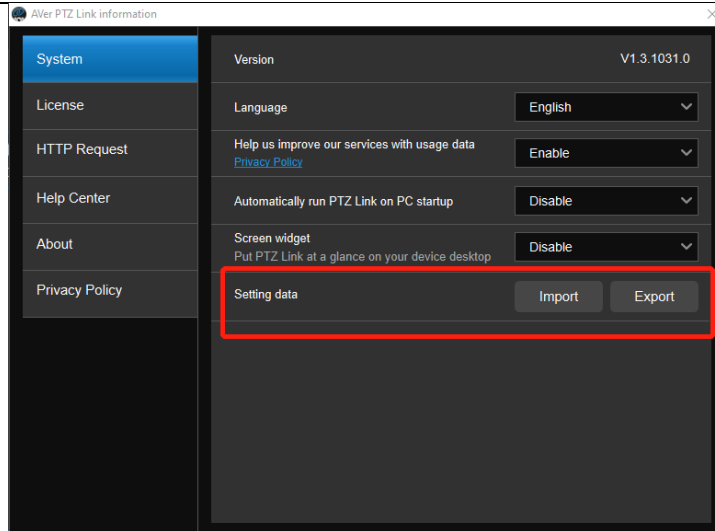 AVer PTZ Link information
System
License
HTTP Request
Help Center
About
Privacy Policy
Version
V1.3.1031.0
Language
English
Help us improve our services with usage data
Privacy Policy
Enable
Automatically run PTZ Link on PC startup
Disable
Screen widget
Put PTZ Link at a glance on your device desktop
Disable
Setting data
Import
Export